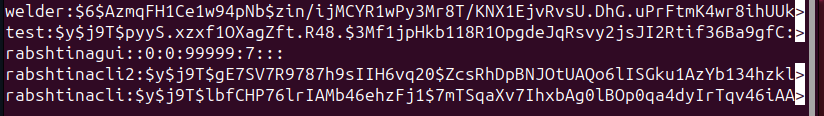 welder:$6$AzmqFH1Ce1w94pNb$zin/ijMCYR1wPy3Mr8T/KNX1EjvRvsU.DhG.uPrFtmK4wr8ihUUk>
test:$y$j9T$pyyS.xzxf1OXagZft.R48.$3Mf1jpHkb118R1OpgdeJqRsvy2jsJI2Rtif36Ba9gfC:>
rabshtinagui::0:0:99999:7:::
rabshtinacli2:$y$j9T$gE7SV7R9787h9sIIH6vq20$ZcsRhDpBNJOtUAQo6lISGku1AzYb134hzkl>
rabshtinacli:$y$j9T$lbfCHP76lrIAMb46ehzFj1$7mTSqaXv7IhxbAg0lBOp0qa4dyIrTqv46iAA>